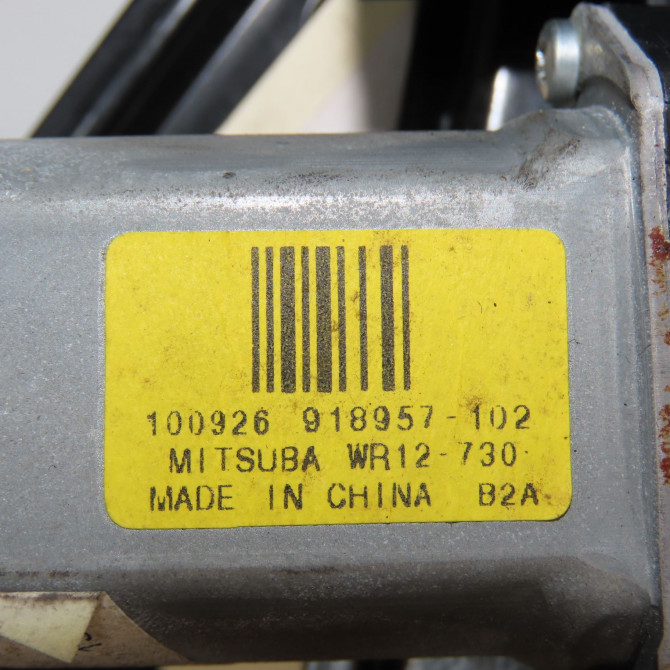 100926 918957-102
MITSUBA WR12-730
MADE IN CHINA B2A